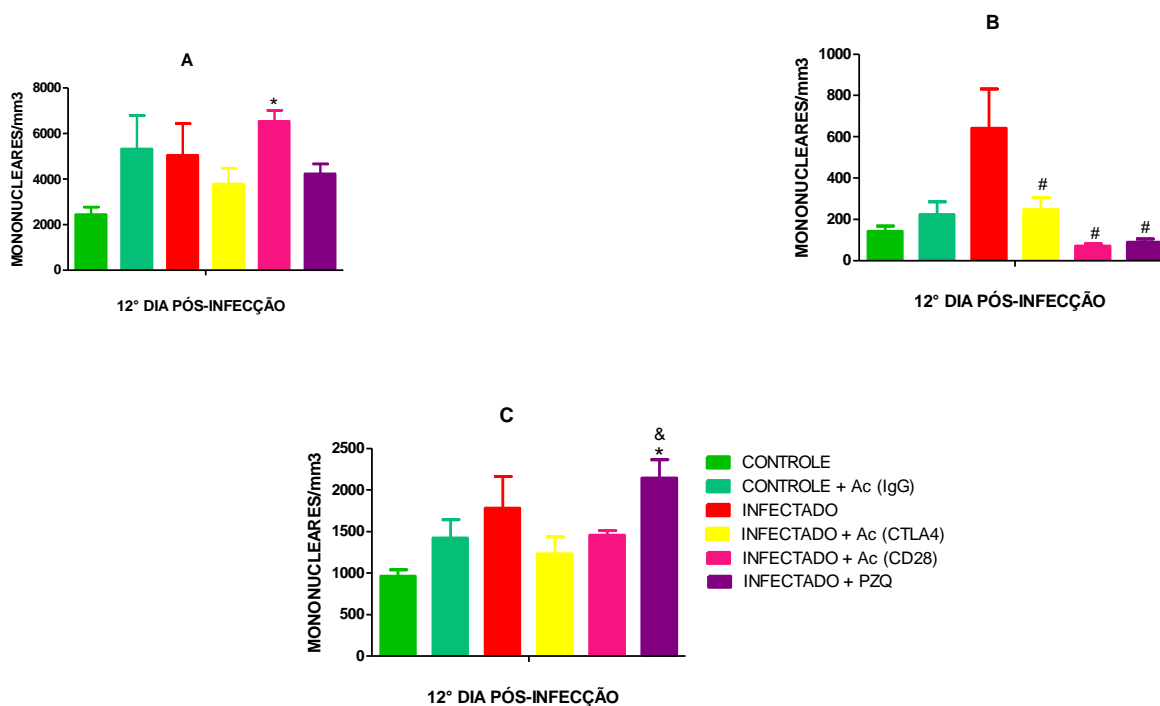 A
MONONUCLEARES/mm3
8000
6000
4000
2000
0
*
12° DIA PÓS-INFECÇÃO
B
MONONUCLEARES/mm3
1000
800
600
400
200
0
#
#
#
12° DIA PÓS-INFECÇÃO
C
MONONUCLEARES/mm3
2500
2000
1500
1000
500
0
&
*
12° DIA PÓS-INFECÇÃO
CONTROLE
CONTROLE + Ac (IgG)
INFECTADO
INFECTADO + Ac (CTLA4)
INFECTADO + Ac (CD28)
INFECTADO + PZQ